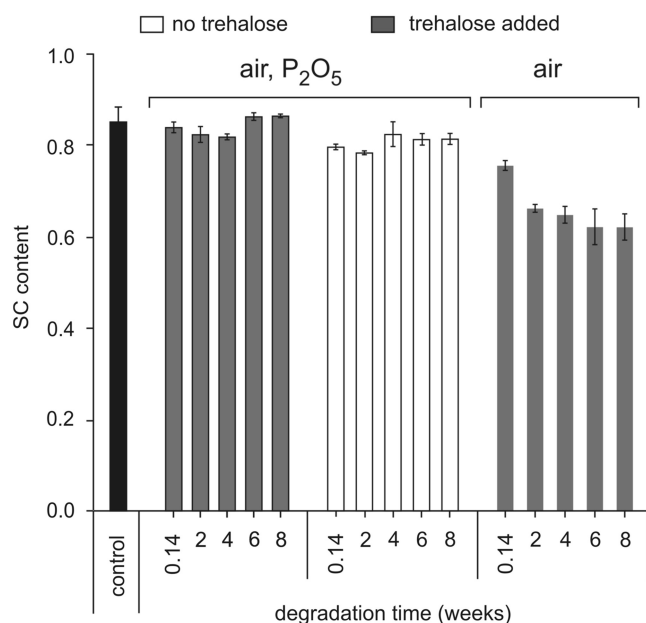 no trehalose
trehalose added
air, P₂O₅
air
SC content
1.0
0.8
0.6
0.4
0.2
0.0
control
0.14 2 4 6 8
0.14 2 4 6 8
0.14 2 4 6 8
degradation time (weeks)